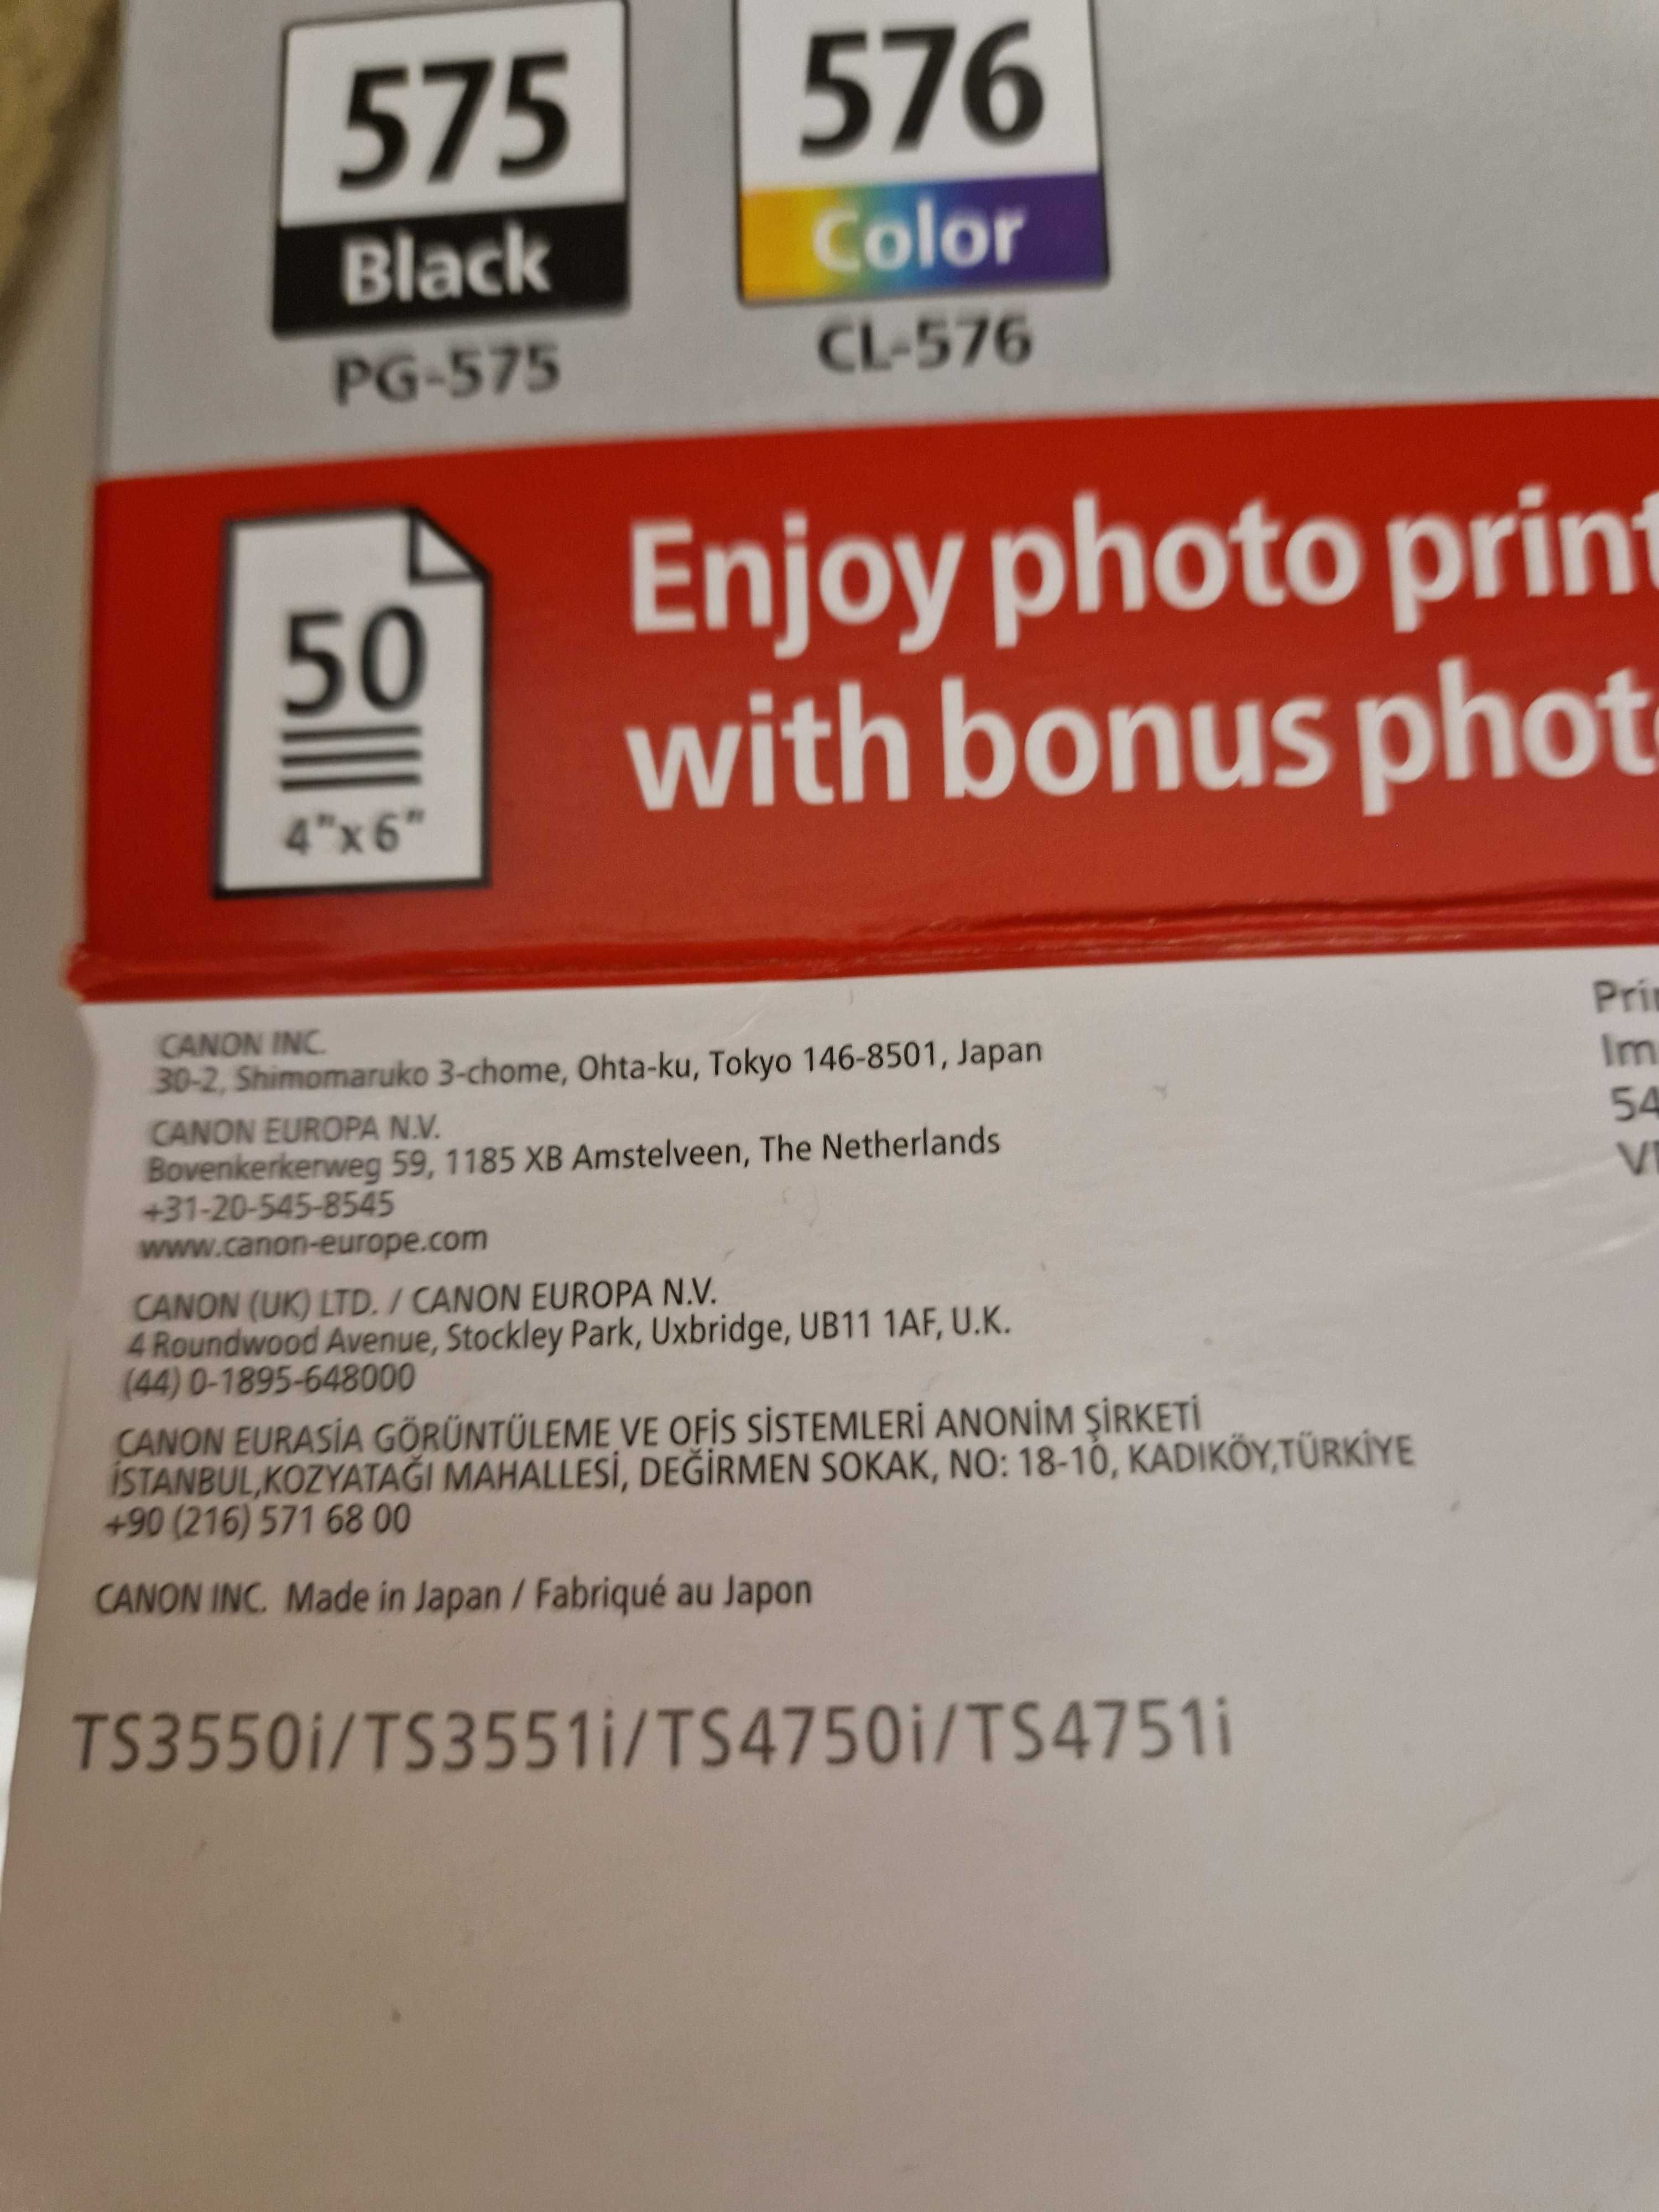 575
Black
PG-575
576
Color
CL-576
50
4"x6"
Enjoy photo print
with bonus phot
CANON INC.
30-2, Shimomaruko 3-chome, Ohta-ku, Tokyo 146-8501, Japan
CANON EUROPA N.V.
Bovenkerkerweg 59, 1185 XB Amstelveen, The Netherlands
+31-20-545-8545
www.canon-europe.com
CANON (UK) LTD. / CANON EUROPA N.V.
4 Roundwood Avenue, Stockley Park, Uxbridge, UB11 1AF, U.K.
(44) 0-1895-648000
CANON EURASİA GÖRÜNTÜLEME VE OFİS SİSTEMLERİ ANONİM ŞİRKETİ
İSTANBUL,KOZYATAĞI MAHALLESİ, DEĞİRMEN SOKAK, NO: 18-10, KADIKÖY,TÜRKİYE
+90 (216) 571 68 00
CANON INC. Made in Japan / Fabriqué au Japon
TS3550i/TS3551i/TS4750i/TS4751i
Pri
Im
54